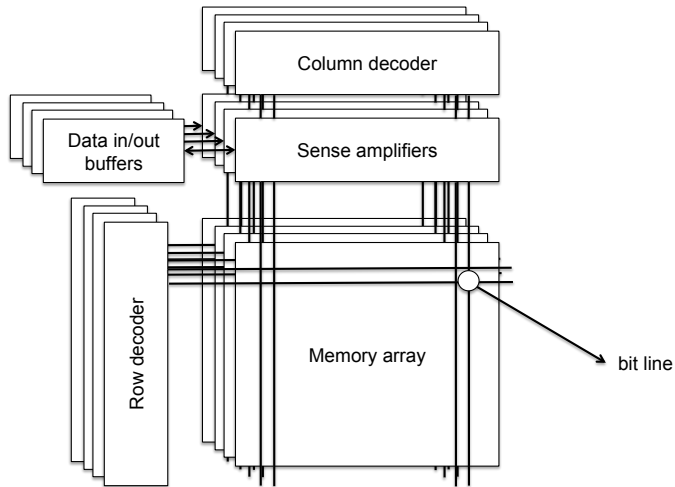 Column decoder
Data in/out
buffers
Sense amplifiers
Row decoder
Memory array
bit line